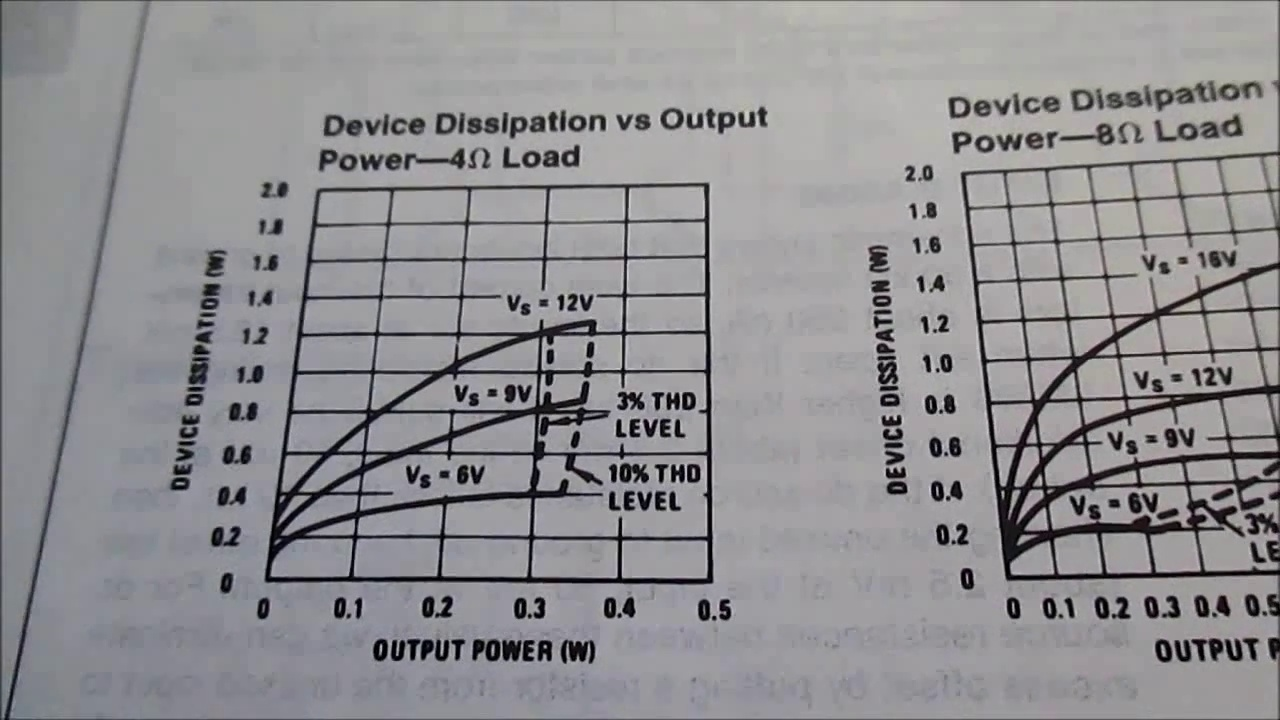 Device Dissipation vs Output
Power—4Ω Load
2.0
1.8
1.6
1.4
1.2
1.0
0.8
0.6
0.4
0.2
0
DEVICE DISSIPATION (W)
VS = 12V
VS = 9V
VS = 6V
3% THD
LEVEL
10% THD
LEVEL
0 0.1 0.2 0.3 0.4 0.5
OUTPUT POWER (W)
Device Dissipation
Power—8Ω Load
2.0
1.8
1.6
1.4
1.2
1.0
0.8
0.6
0.4
0.2
0
DEVICE DISSIPATION (W)
VS = 16V
VS = 12V
VS = 9V
VS = 6V
3%
LE
0 0.1 0.2 0.3 0.4 0.5
OUTPUT P